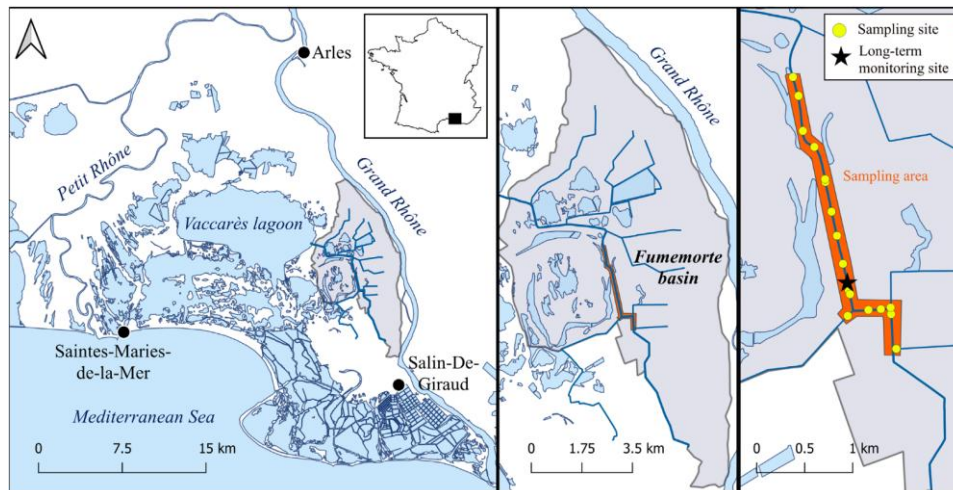 Arles
Petit Rhône
Grand Rhône
Vaccarès lagoon
Saintes-Maries-
de-la-Mer
Salin-De-
Giraud
Mediterranean Sea
0 7.5 15 km
Grand Rhône
Fumemorte
basin
0 1.75 3.5 km
Sampling site
Long-term
monitoring site
Sampling area
0 0.5 1 km